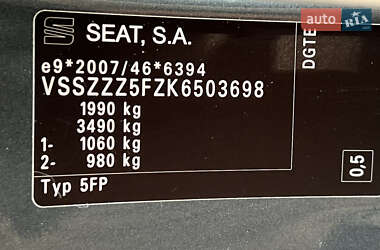 SEAT, S.A.
e9*2007/46*6394
VSSZZZ5FZK6503698
1990 kg
3490 kg
1- 1060 kg
2- 980 kg
Typ 5FP
DGTE
0,5
auto RIA